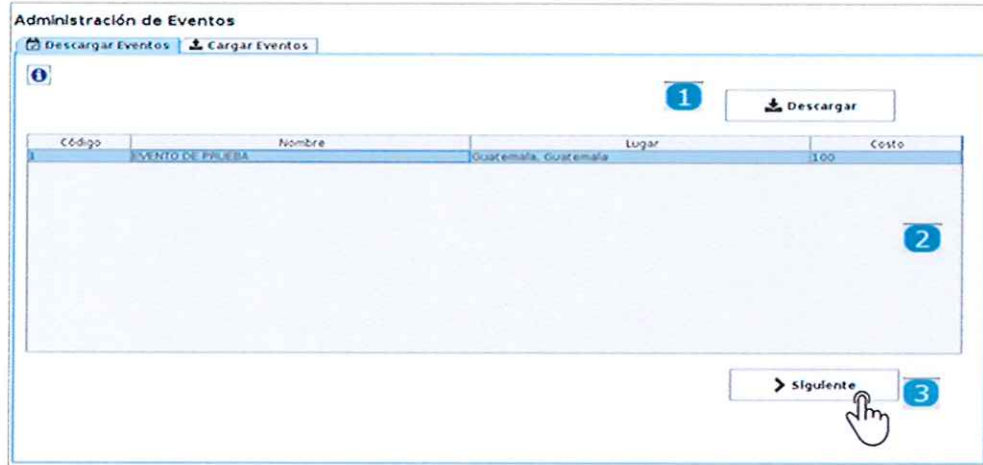 Administración de Eventos
Descargar Eventos Cargar Eventos
1
Descargar
Código Nombre Lugar Costo
1 EVENTO DE PRUEBA Guatemala, Guatemala 100
2
Siguiente
3